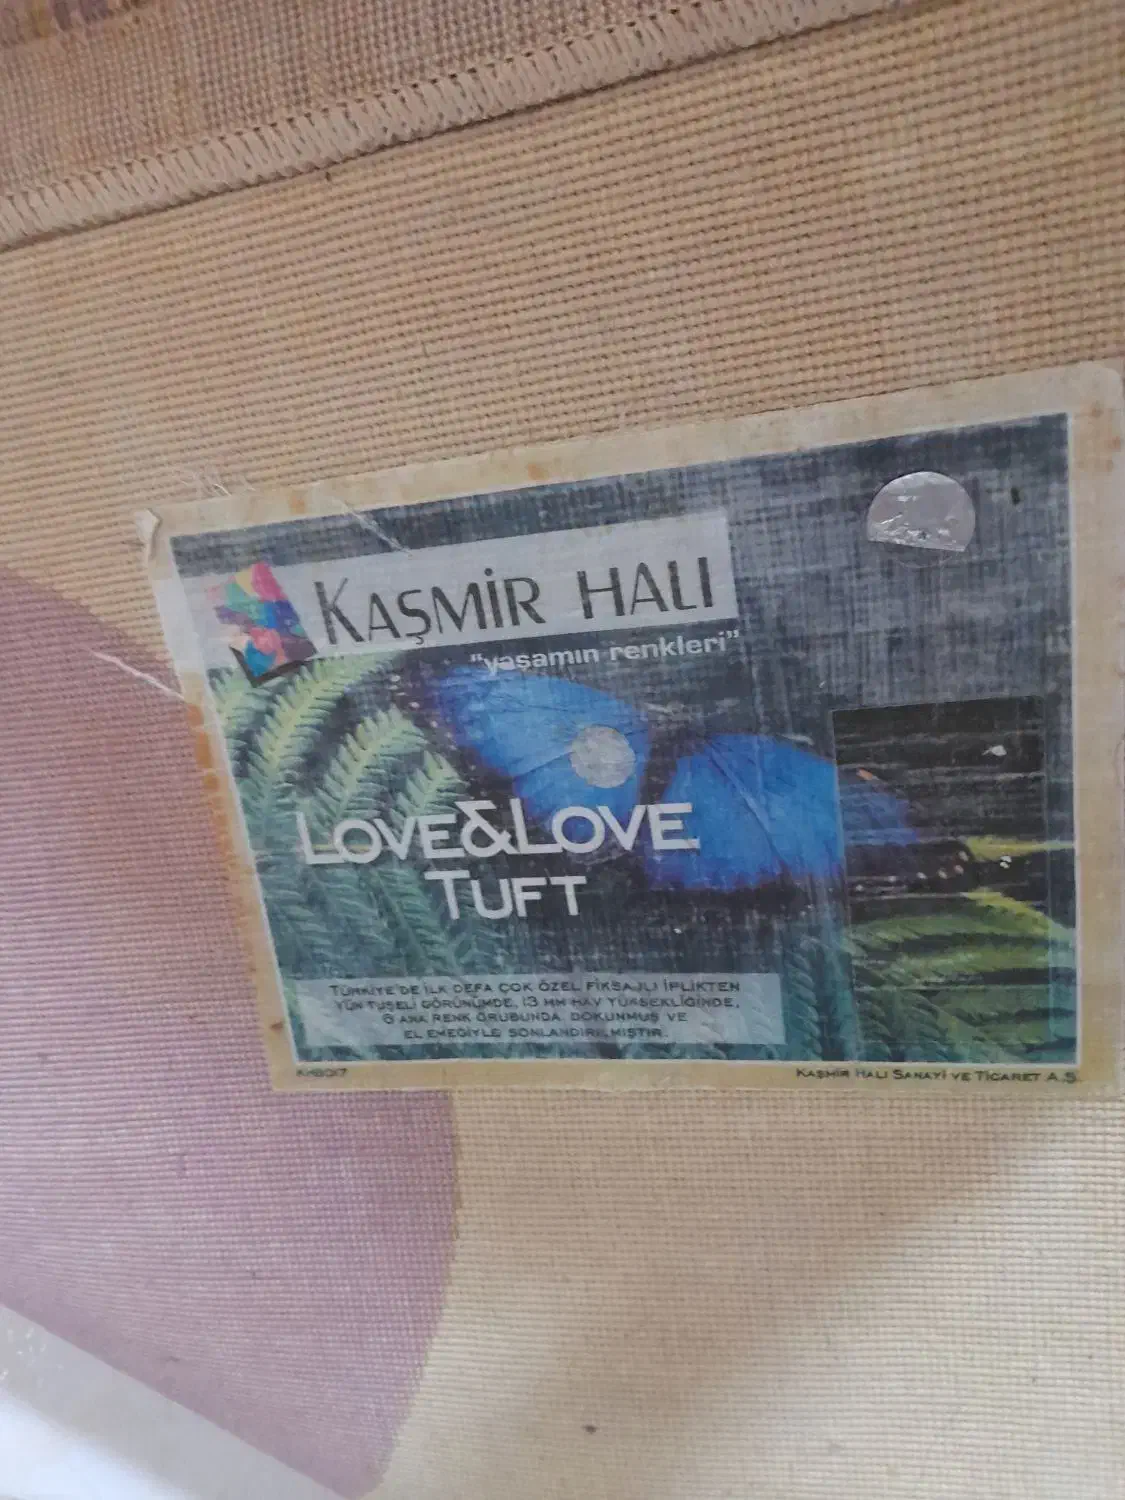 KAŞMİR HALI
"yaşamın renkleri"
LOVE&LOVE
TUFT
TÜRKİYE'DE İLK DEFA ÇOK ÖZEL FİKSAJLI İPLİKTEN
YÜN TUŞELİ GÖRÜNÜMDE, 13 MM HAV YÜKSEKLİĞİNDE,
6 ANA RENK GRUBUNDA DOKUNMUŞ VE
EL EMEĞİYLE SONLANDIRILMIŞTIR.
KAŞMİR HALI SANAYİ VE TİCARET A.Ş.